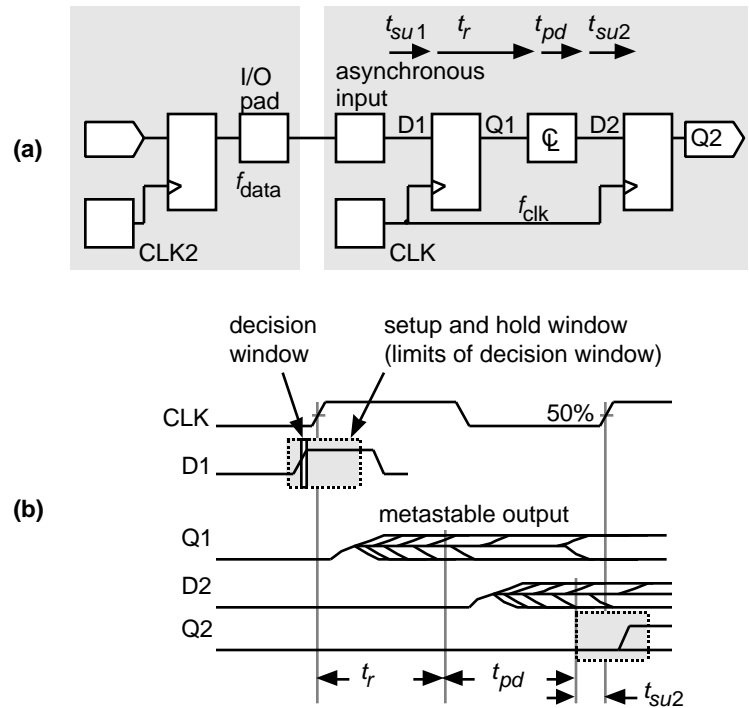 (a)
t_su1 t_r t_pd t_su2
I/O
pad
asynchronous
input
D1 Q1 CL D2 Q2
f_data
f_clk
CLK2 CLK
decision
window
setup and hold window
(limits of decision window)
CLK 50%
D1
(b)
metastable output
Q1
D2
Q2
t_r t_pd
t_su2